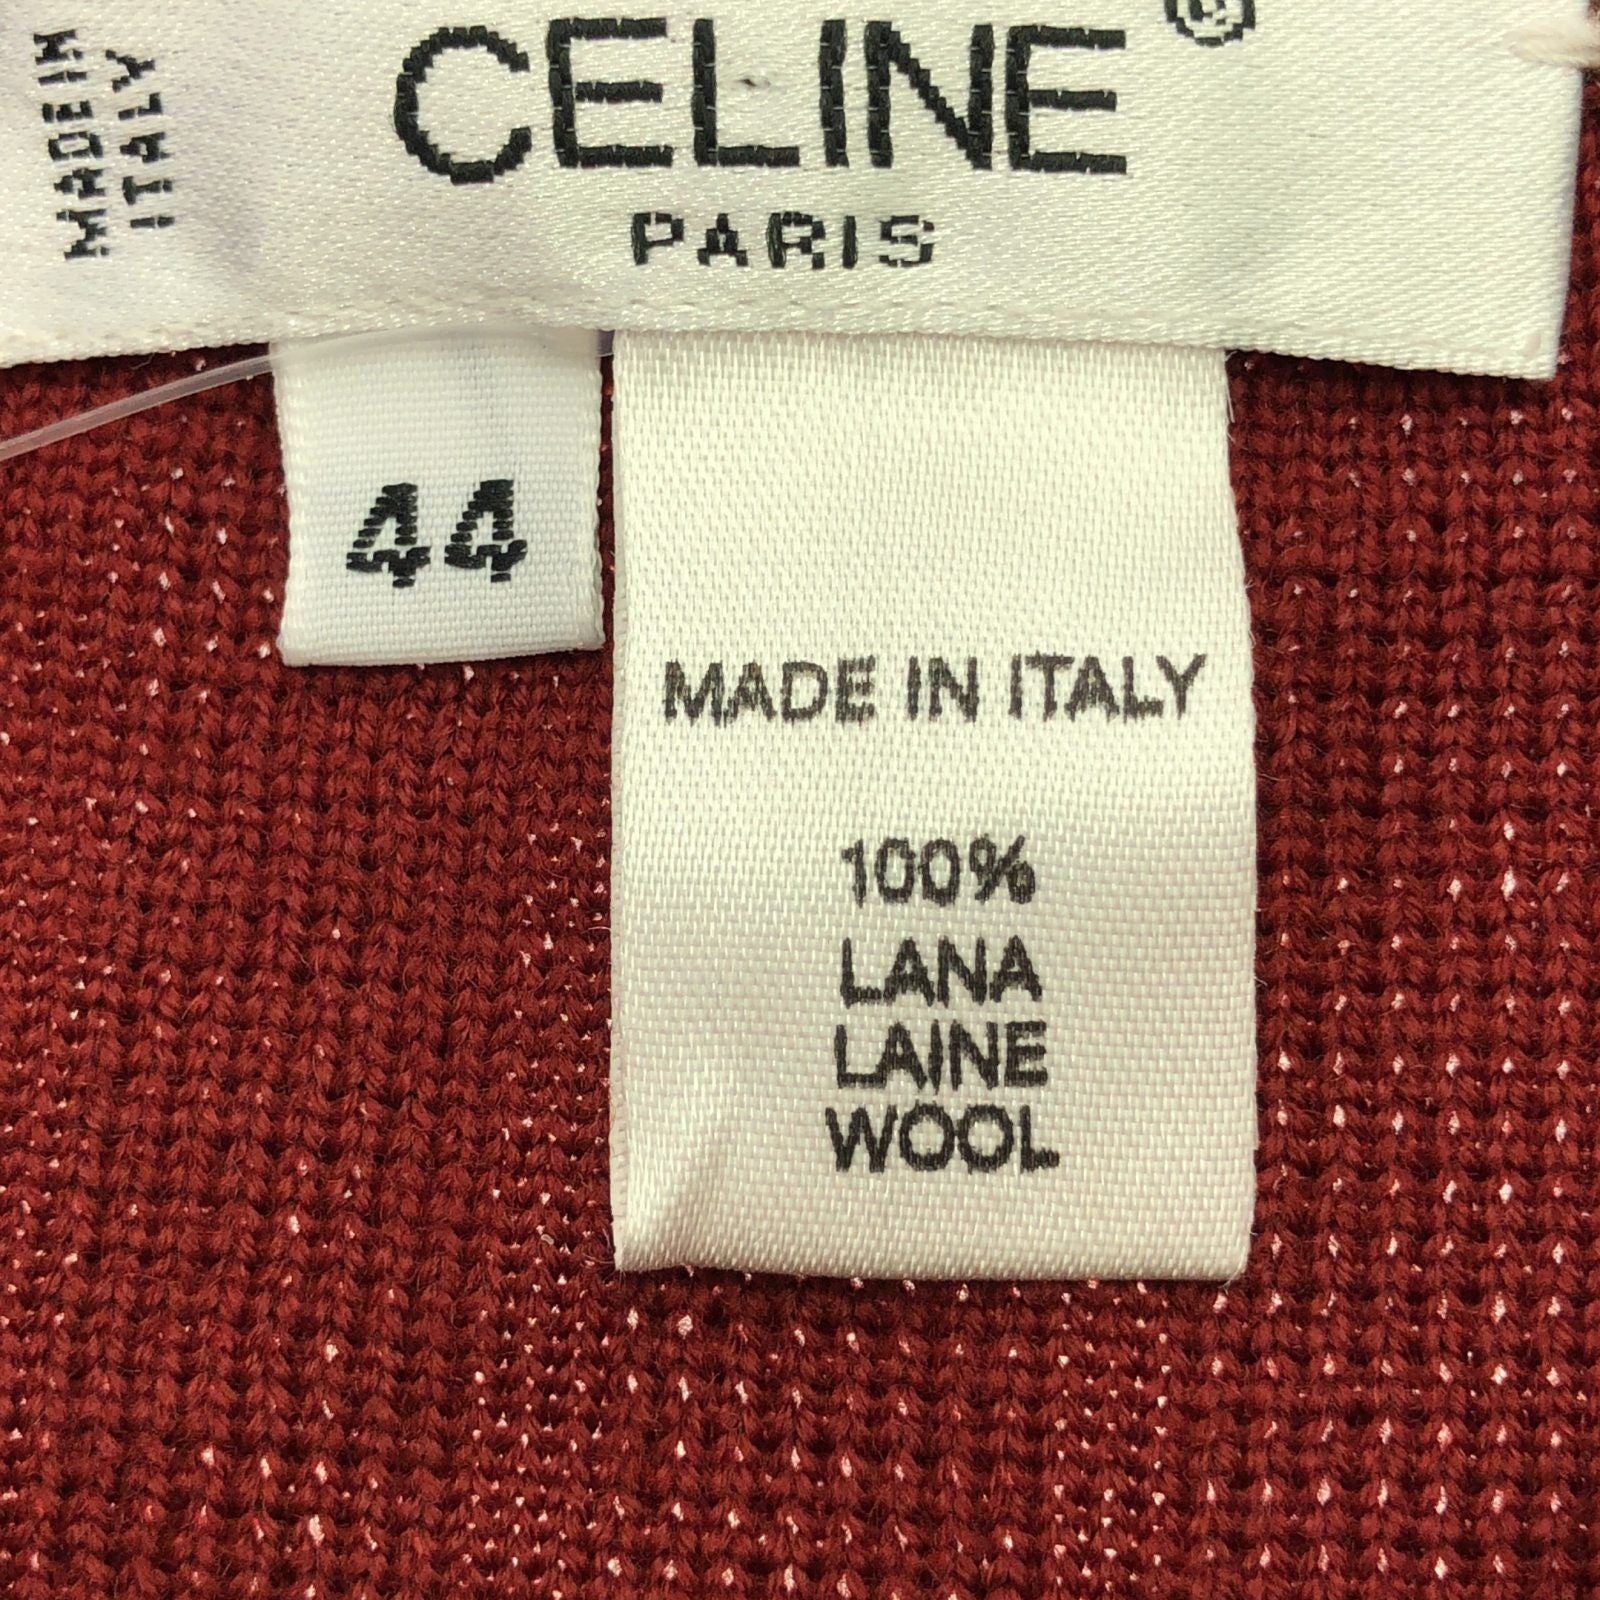 MADE IN
ITALY
CELINE®
PARIS
44
MADE IN ITALY
100%
LANA
LAINE
WOOL